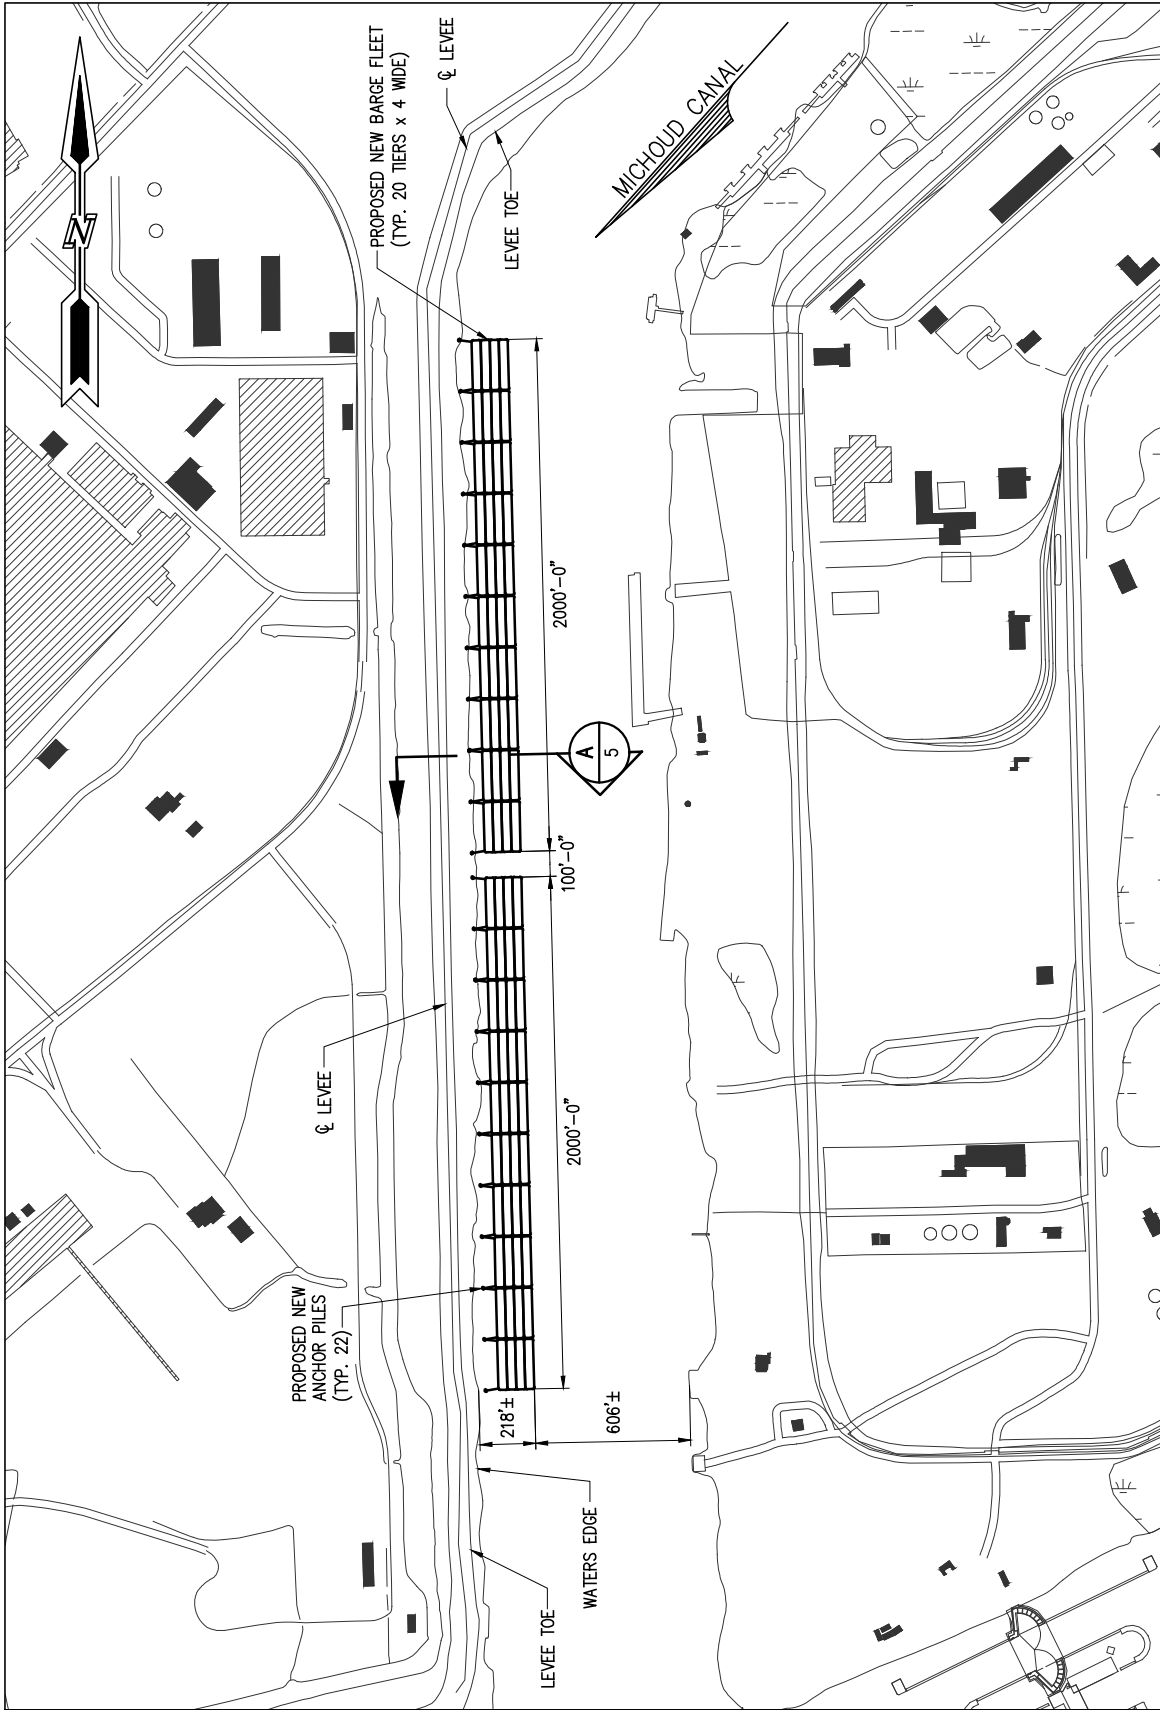 N
PROPOSED NEW BARGE FLEET
(TYP. 20 TIERS x 4 WIDE)
℄ LEVEE
LEVEE TOE
MICHOUD CANAL
2000'-0"
A
5
100'-0"
℄ LEVEE
2000'-0"
PROPOSED NEW
ANCHOR PILES
(TYP. 22)
218'±
606'±
WATERS EDGE
LEVEE TOE